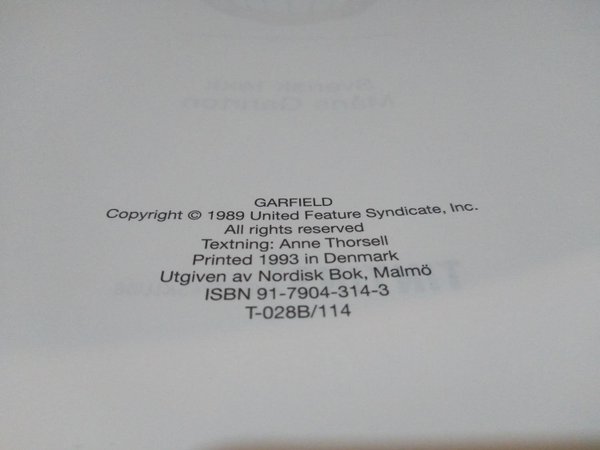 GARFIELD
Copyright © 1989 United Feature Syndicate, Inc.
All rights reserved
Textning: Anne Thorsell
Printed 1993 in Denmark
Utgiven av Nordisk Bok, Malmö
ISBN 91-7904-314-3
T-028B/114